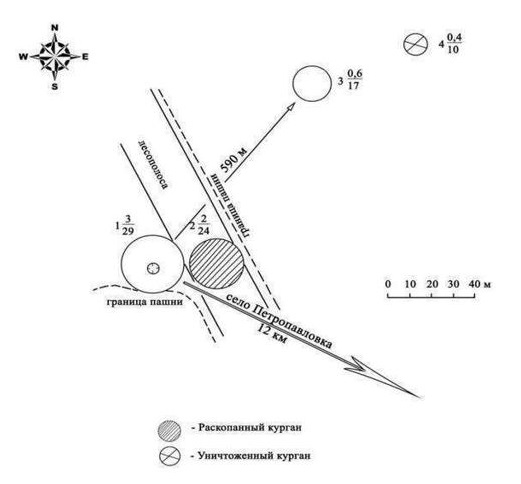 N
W E
S
4 0,4/10
3 0,6/17
590 м
лесополоса
граница пашни
1 3/29
2 2/24
граница пашни
село Петропавловка
12 км
0 10 20 30 40 м
- Раскопанный курган
- Уничтоженный курган